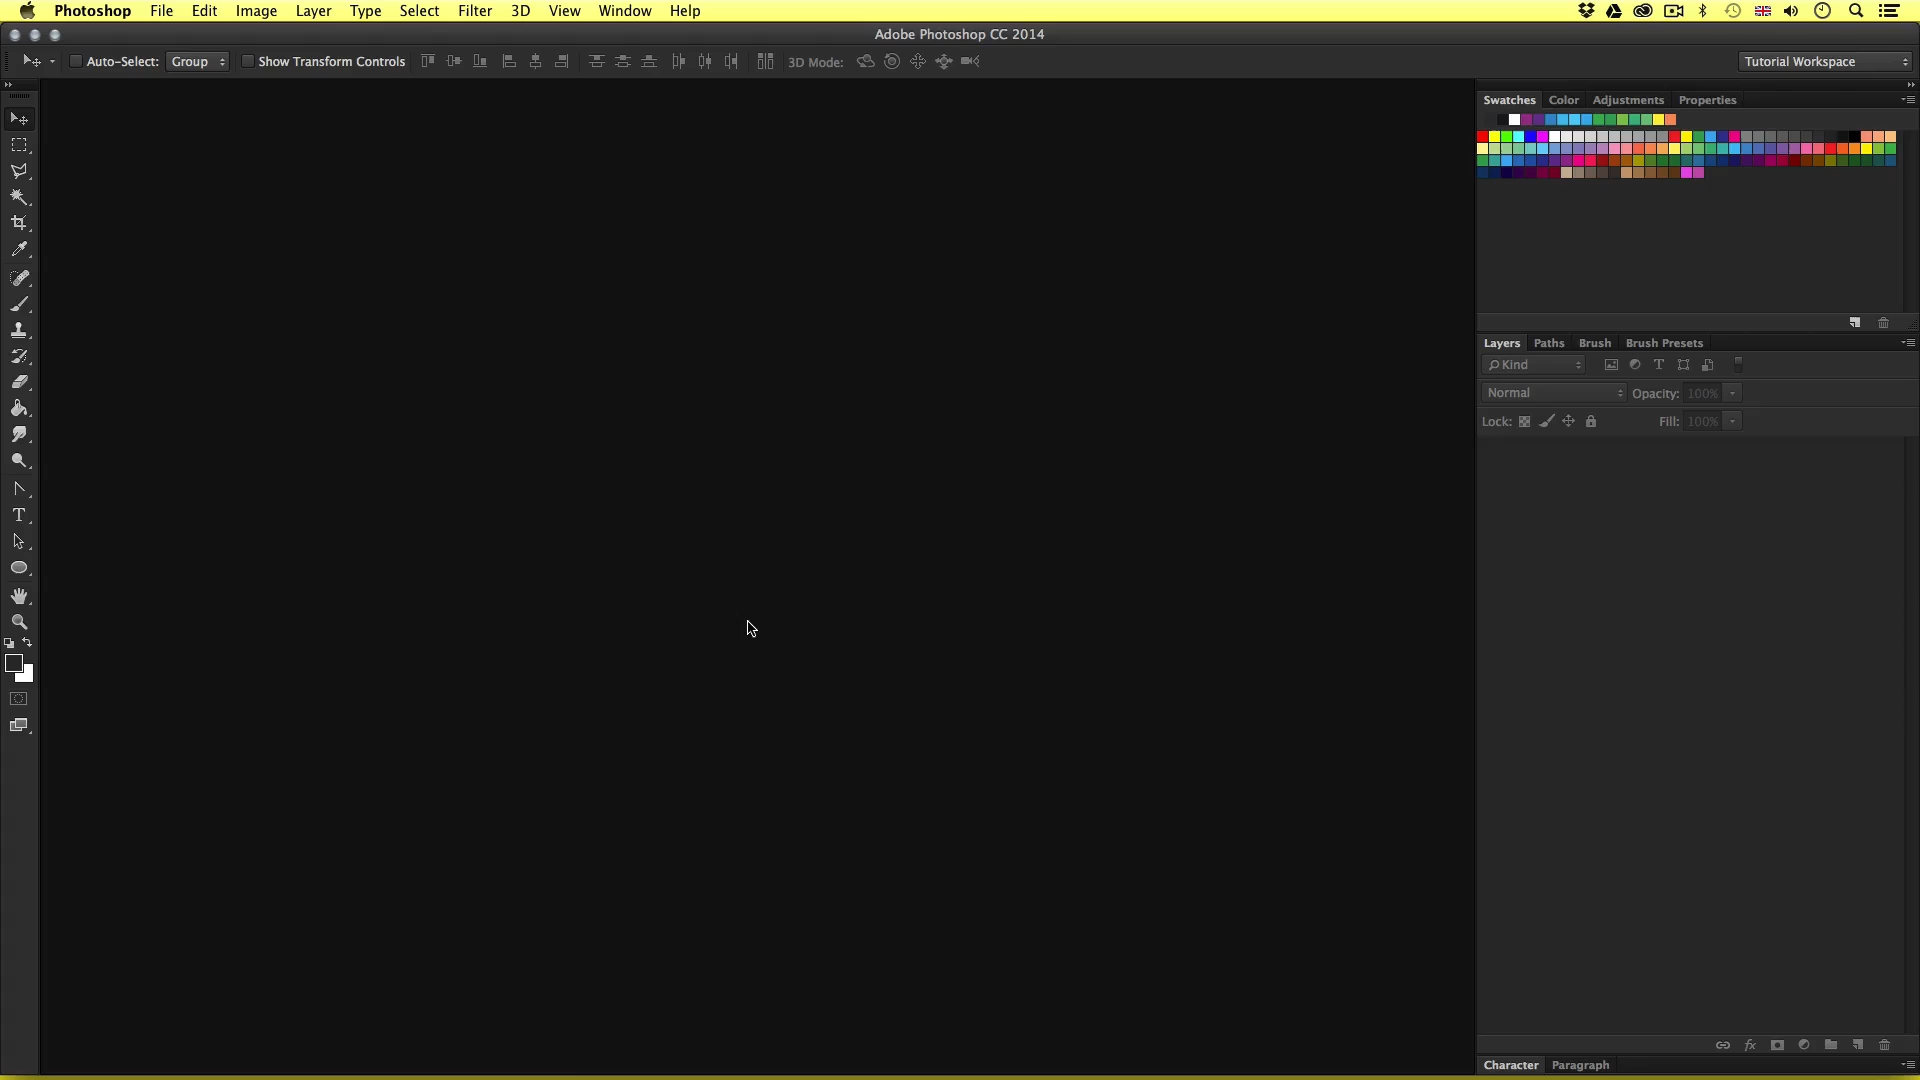 Photoshop File Edit Image Layer Type Select Filter 3D View Window Help
Adobe Photoshop CC 2014
Auto-Select: Group Show Transform Controls 3D Mode: Tutorial Workspace
Swatches Color Adjustments Properties
Layers Paths Brush Brush Presets
Kind
Normal Opacity: 100%
Lock: Fill: 100%
Character Paragraph